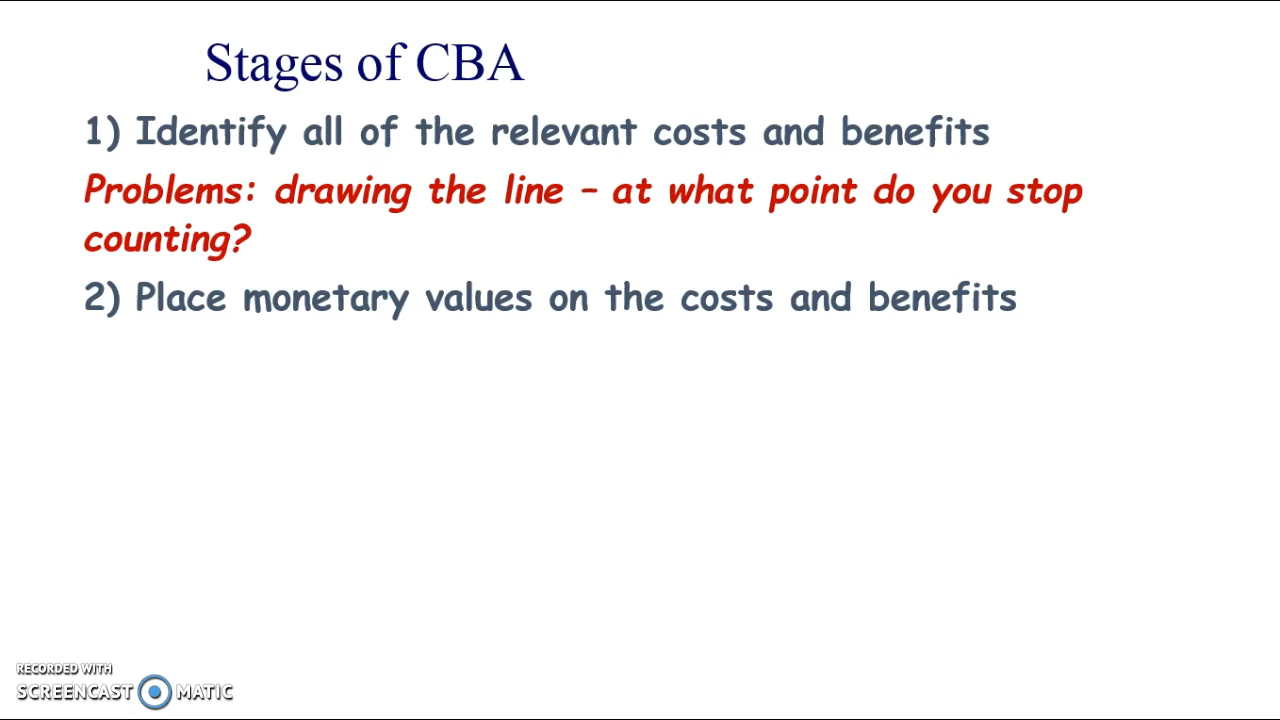 Stages of CBA
1) Identify all of the relevant costs and benefits
Problems: drawing the line – at what point do you stop
counting?
2) Place monetary values on the costs and benefits
RECORDED WITH
SCREENCAST MATIC